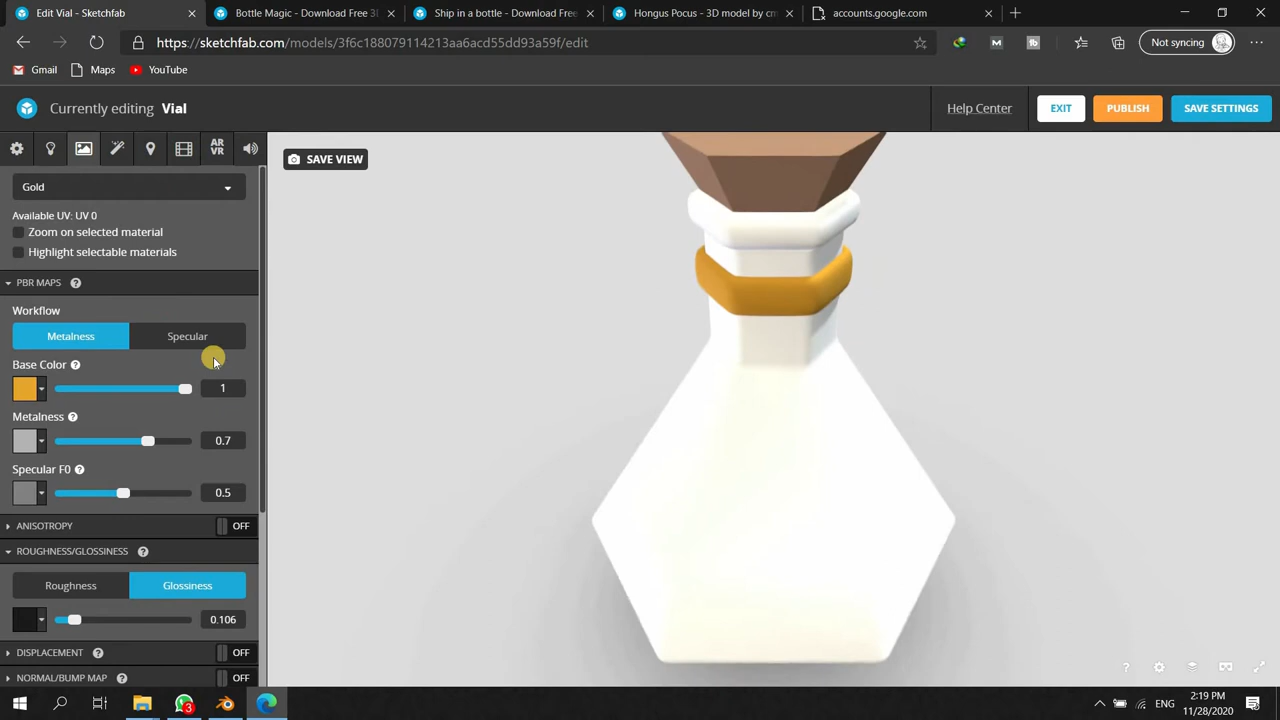 Edit Vial - Sketchfab
Bottle Magic - Download Free 3
Ship in a bottle - Download Free
Hongus Pocus - 3D model by cm
accounts.google.com
https://sketchfab.com/models/3f6c188079114213aa6acd55dd93a59f/edit
Not syncing
Gmail
Maps
YouTube
Currently editing Vial
Help Center
EXIT
PUBLISH
SAVE SETTINGS
AR
VR
SAVE VIEW
Gold
Available UV: UV 0
Zoom on selected material
Highlight selectable materials
PBR MAPS ?
Workflow
Metalness
Specular
Base Color ?
1
Metalness ?
0.7
Specular F0 ?
0.5
ANISOTROPY
OFF
ROUGHNESS/GLOSSINESS ?
Roughness
Glossiness
0.106
DISPLACEMENT ?
OFF
NORMAL/BUMP MAP ?
OFF
?
3
ENG
2:19 PM
11/28/2020